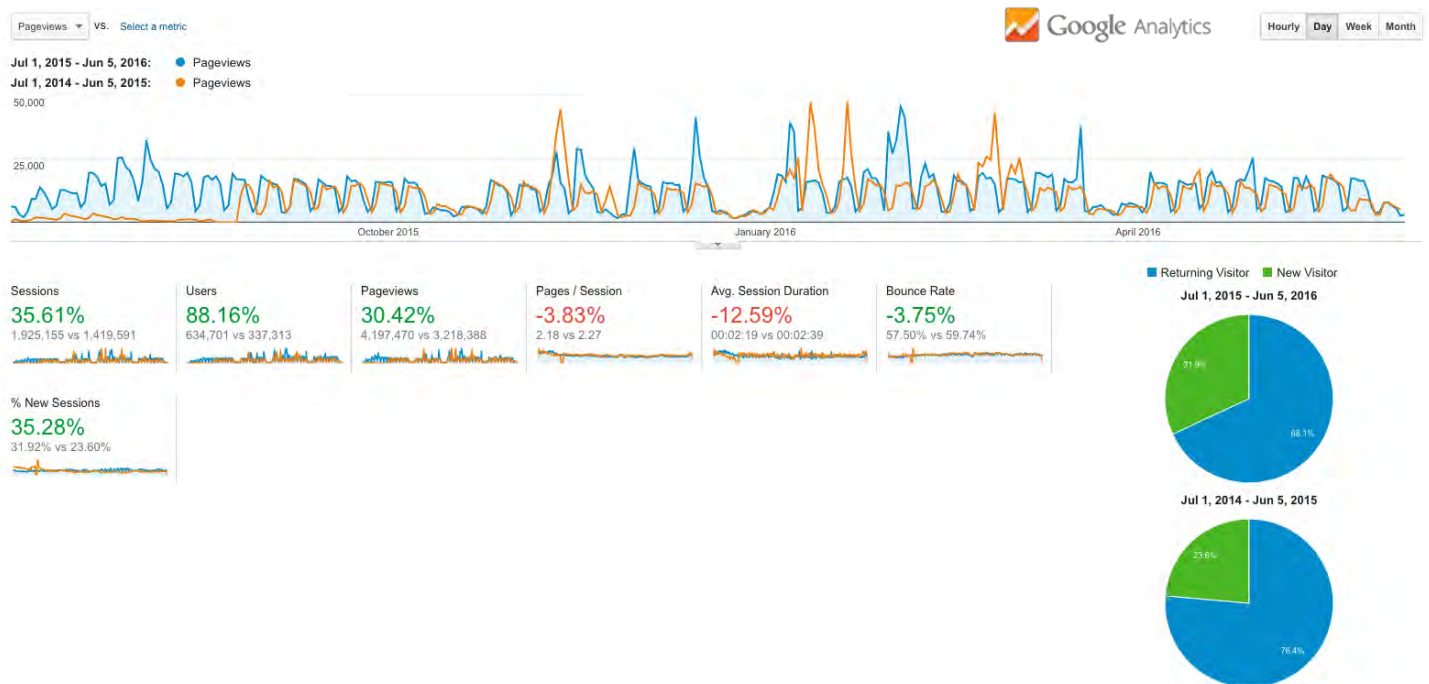 Pageviews VS. Select a metric
Google Analytics
Hourly Day Week Month
Jul 1, 2015 - Jun 5, 2016: Pageviews
Jul 1, 2014 - Jun 5, 2015: Pageviews
50,000
25,000
October 2015 January 2016 April 2016
Returning Visitor New Visitor
Jul 1, 2015 - Jun 5, 2016
Sessions
35.61%
1,925,155 vs 1,419,591
Users
88.16%
634,701 vs 337,313
Pageviews
30.42%
4,197,470 vs 3,218,388
Pages / Session
-3.83%
2.18 vs 2.27
Avg. Session Duration
-12.59%
00:02:19 vs 00:02:39
Bounce Rate
-3.75%
57.50% vs 59.74%
% New Sessions
35.28%
31.92% vs 23.60%
31.9%
68.1%
Jul 1, 2014 - Jun 5, 2015
23.6%
76.4%